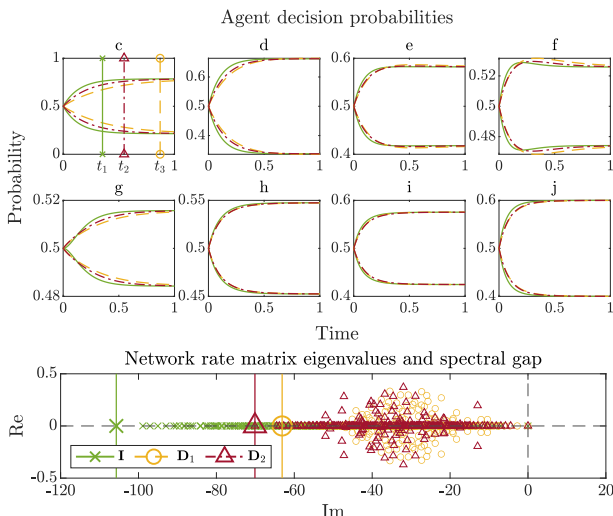 Agent decision probabilities
c d e f
1 0.5 0
0.6 0.4
0.6 0.5 0.4
0.52 0.5 0.48 0.47
t1 t2 t3
0 1
0 0.5 1
0 0.5 1
0 0.5 1
Probability
g h i j
0.52 0.5 0.48
0.55 0.5 0.45
0.6 0.5 0.4
0.6 0.5 0.4
0 0.5 1
0 0.5 1
0 0.5 1
0 0.5 1
Time
Network rate matrix eigenvalues and spectral gap
Re
0.5
0
-0.5
I D1 D2
-120 -100 -80 -60 -40 -20 0 20
Im